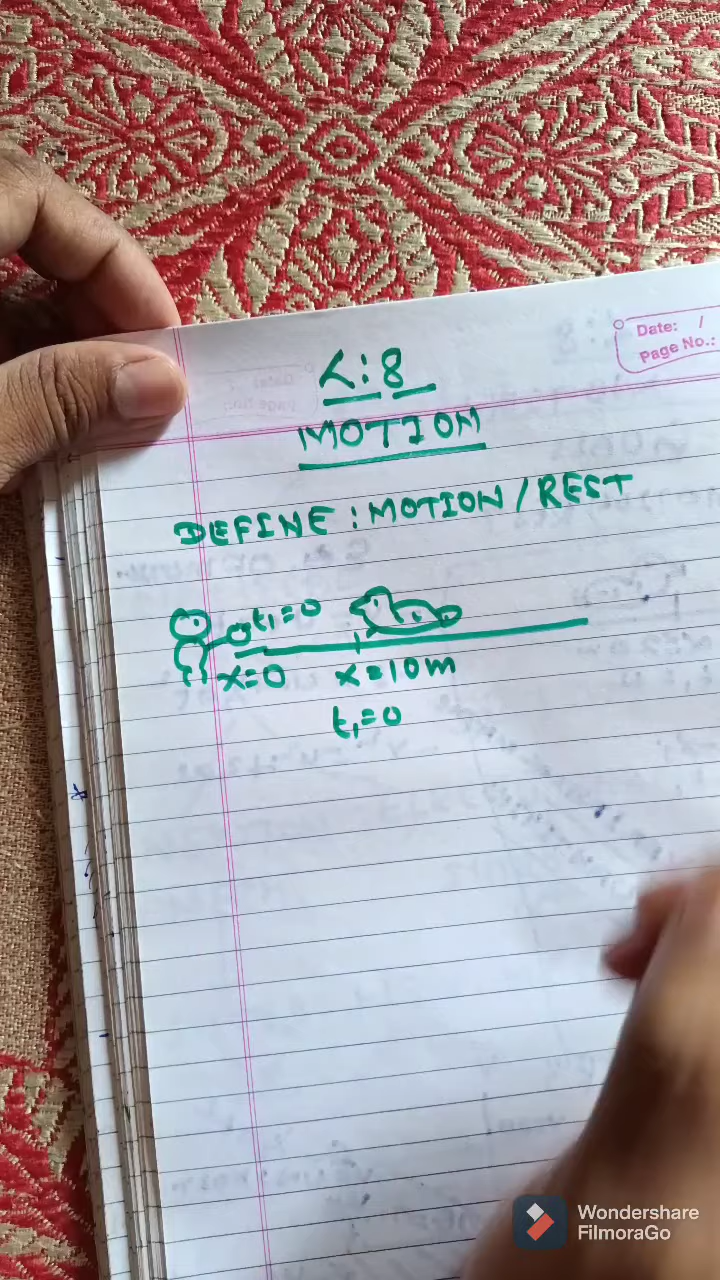 Date: /
Page No.:
L:8
MOTION
DEFINE : MOTION / REST
t₁=0
x=0
x=10m
t₁=0
Wondershare
FilmoraGo